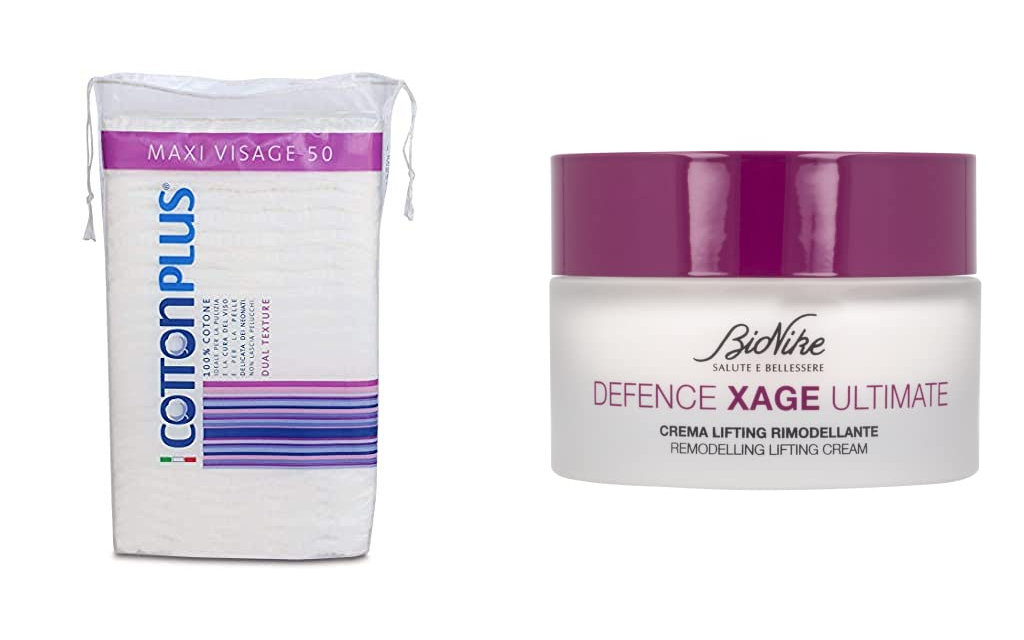 MAXI VISAGE 50
COTTONPLUS®
100% COTONE
IDEALE PER LA PULIZIA
E LA CURA DEL VISO
E PER LA PELLE
DELICATA DEI NEONATI.
NON LASCIA PELUCCHI.
DUAL TEXTURE
BioNike
SALUTE E BELLESSERE
DEFENCE XAGE ULTIMATE
CREMA LIFTING RIMODELLANTE
REMODELLING LIFTING CREAM